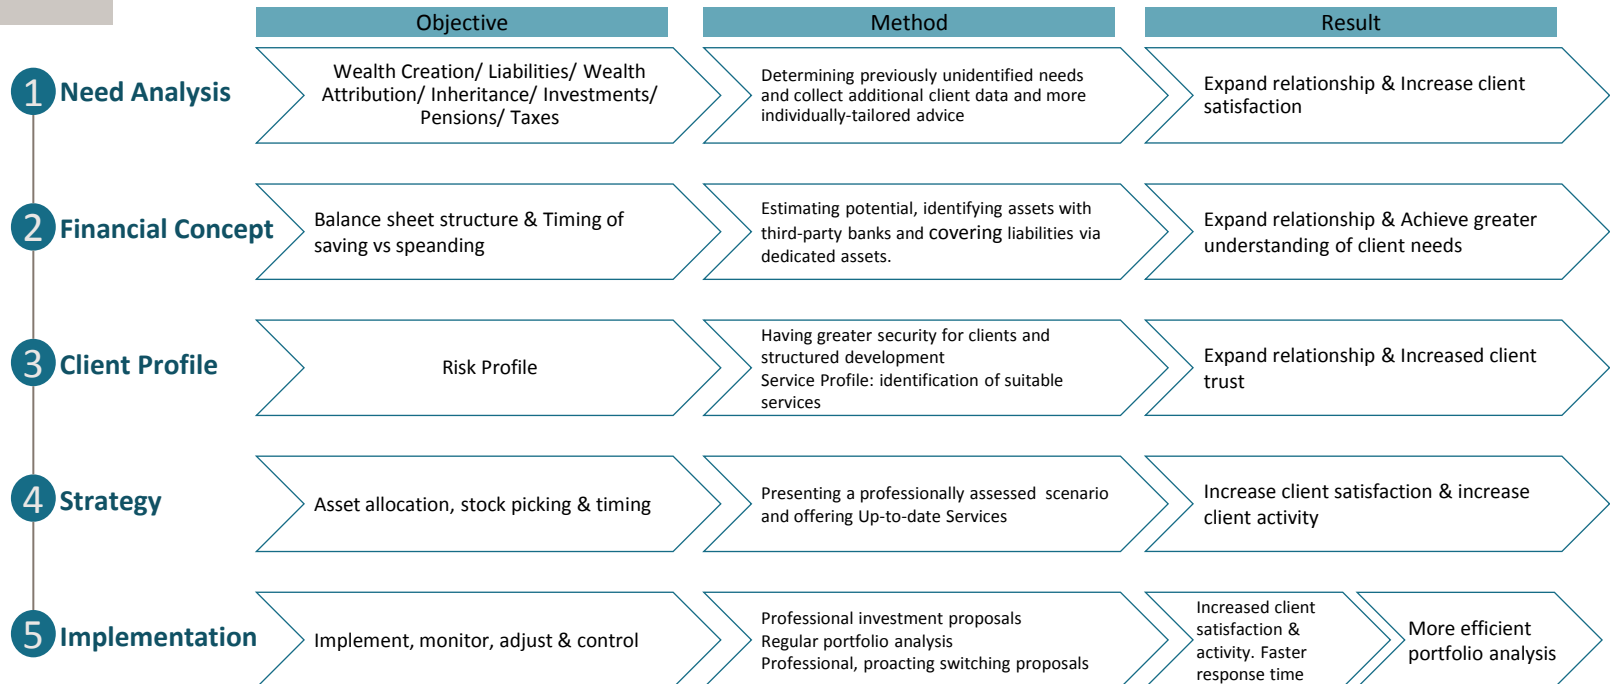 Objective
Method
Result
1
Need Analysis
Wealth Creation/ Liabilities/ Wealth
Attribution/ Inheritance/ Investments/
Pensions/ Taxes
Determining previously unidentified needs
and collect additional client data and more
individually-tailored advice
Expand relationship & Increase client
satisfaction
2
Financial Concept
Balance sheet structure & Timing of
saving vs speanding
Estimating potential, identifying assets with
third-party banks and covering liabilities via
dedicated assets.
Expand relationship & Achieve greater
understanding of client needs
3
Client Profile
Risk Profile
Having greater security for clients and
structured development
Service Profile: identification of suitable
services
Expand relationship & Increased client
trust
4
Strategy
Asset allocation, stock picking & timing
Presenting a professionally assessed scenario
and offering Up-to-date Services
Increase client satisfaction & increase
client activity
5
Implementation
Implement, monitor, adjust & control
Professional investment proposals
Regular portfolio analysis
Professional, proacting switching proposals
Increased client
satisfaction &
activity. Faster
response time
More efficient
portfolio analysis